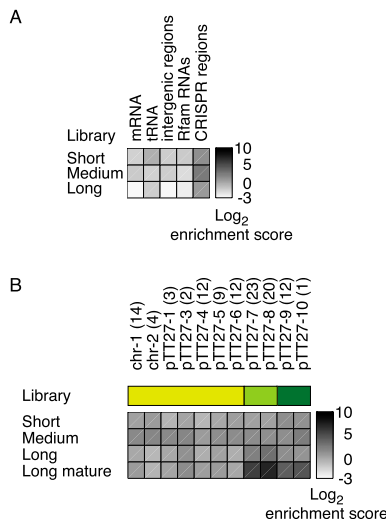 A
mRNA
tRNA
intergenic regions
Rfam RNAs
CRISPR regions
Library
Short
Medium
Long
10
5
0
-3
Log2
enrichment score
B
chr-1 (14)
chr-2 (4)
pTT27-1 (3)
pTT27-3 (2)
pTT27-4 (12)
pTT27-5 (9)
pTT27-6 (12)
pTT27-7 (23)
pTT27-8 (20)
pTT27-9 (12)
pTT27-10 (1)
Library
Short
Medium
Long
Long mature
10
5
0
-3
Log2
enrichment score